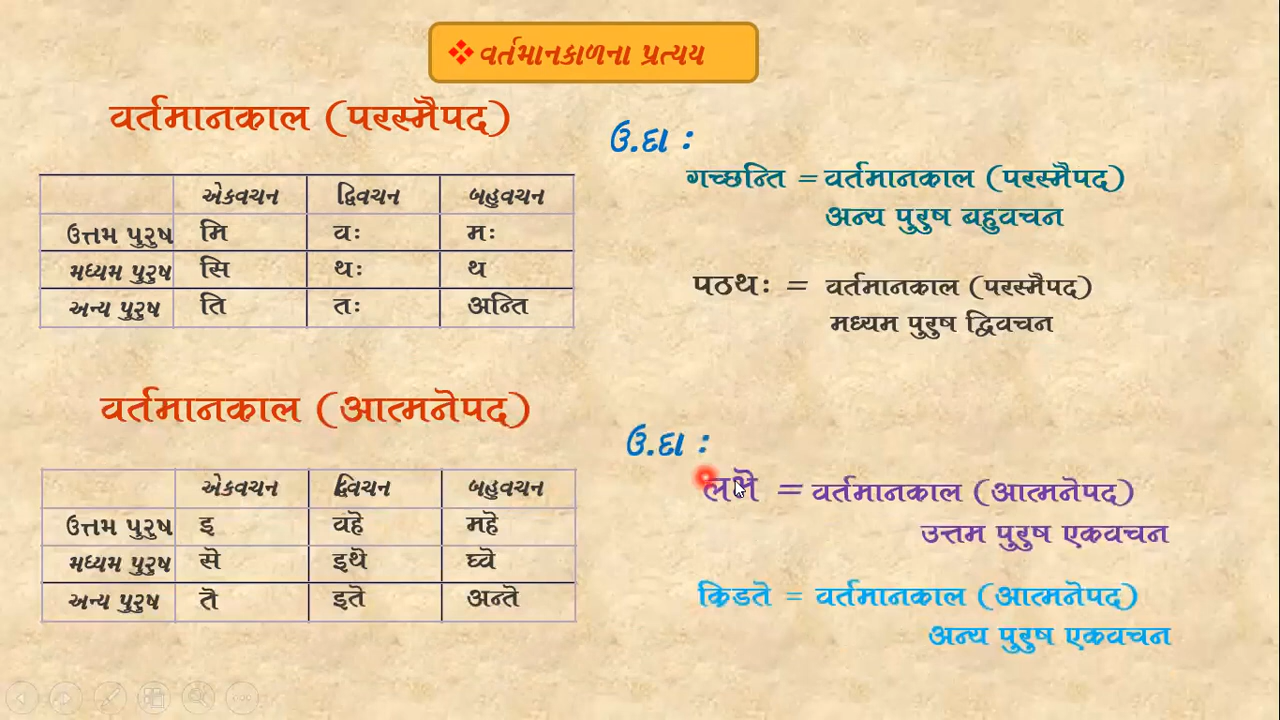 ❖ વર્તમાનકાળના પ્રત્યય
वर्तमानकाल (परस्मैपद)
એકવચન દ્વિવચન બહુવચન
ઉત્તમ પુરુષ मि वः मः
મધ્યમ પુરુષ सि थः थ
અન્ય પુરુષ ति तः अन्ति
ઉ.દા :
गच्छन्ति = वर्तमानकाल (परस्मैपद)
अन्य पुरुष बहुवचन
पठथः = वर्तमानकाल (परस्मैपद)
मध्यम पुरुष द्विवचन
वर्तमानकाल (आत्मनेपद)
એકવચન દ્વિવચન બહુવચન
ઉત્તમ પુરુષ इ वहे महे
મધ્યમ પુરુષ से इथे घ्वे
અન્ય પુરુષ ते इते अन्ते
ઉ.દા :
लभे = वर्तमानकाल (आत्मनेपद)
उत्तम पुरुष एकवचन
क्रिडते = वर्तमानकाल (आत्मनेपद)
अन्य पुरुष एकवचन